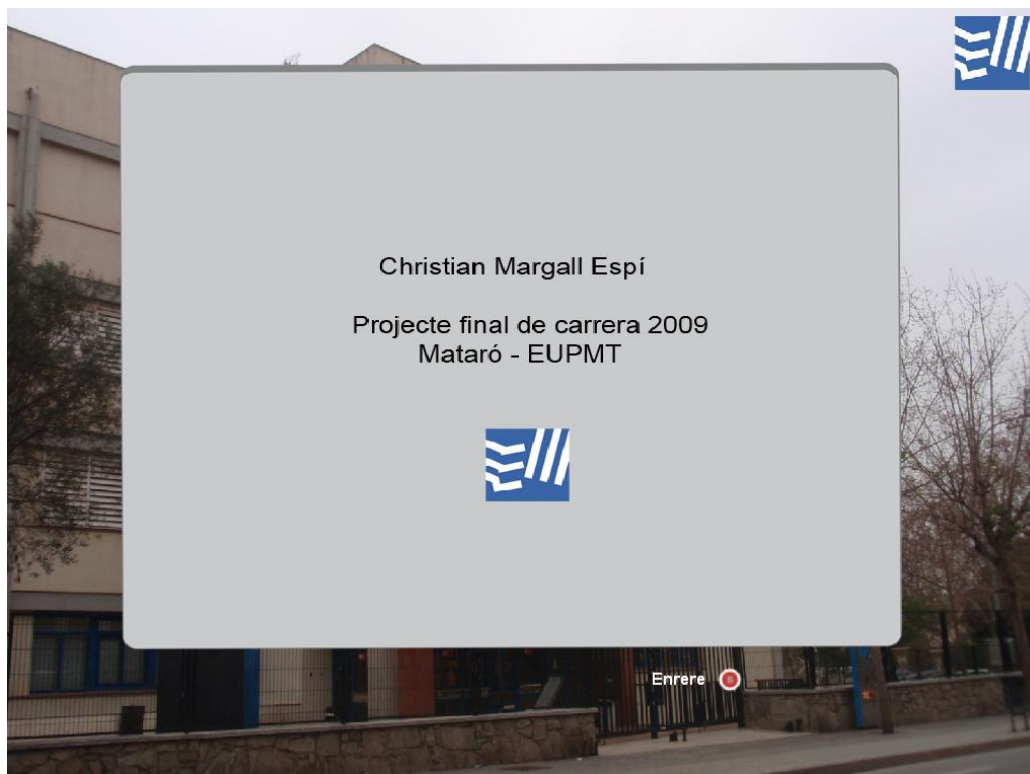 Christian Margall Espí
Projecte final de carrera 2009
Mataró - EUPMT
Enrere